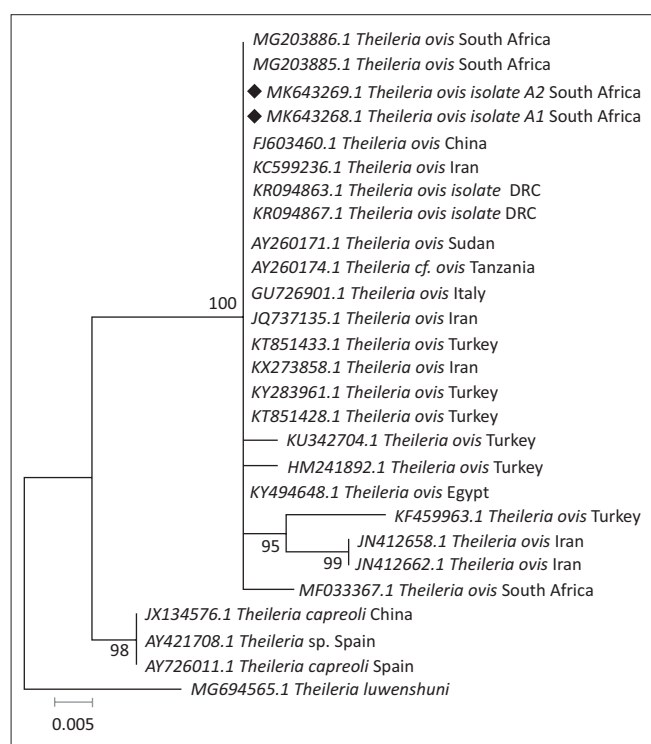 MG203886.1 Theileria ovis South Africa
MG203885.1 Theileria ovis South Africa
◆ MK643269.1 Theileria ovis isolate A2 South Africa
◆ MK643268.1 Theileria ovis isolate A1 South Africa
FJ603460.1 Theileria ovis China
KC599236.1 Theileria ovis Iran
KR094863.1 Theileria ovis isolate DRC
KR094867.1 Theileria ovis isolate DRC
AY260171.1 Theileria ovis Sudan
AY260174.1 Theileria cf. ovis Tanzania
GU726901.1 Theileria ovis Italy
100
JQ737135.1 Theileria ovis Iran
KT851433.1 Theileria ovis Turkey
KX273858.1 Theileria ovis Iran
KY283961.1 Theileria ovis Turkey
KT851428.1 Theileria ovis Turkey
KU342704.1 Theileria ovis Turkey
HM241892.1 Theileria ovis Turkey
KY494648.1 Theileria ovis Egypt
KF459963.1 Theileria ovis Turkey
95
JN412658.1 Theileria ovis Iran
99
JN412662.1 Theileria ovis Iran
MF033367.1 Theileria ovis South Africa
JX134576.1 Theileria capreoli China
AY421708.1 Theileria sp. Spain
98
AY726011.1 Theileria capreoli Spain
MG694565.1 Theileria luwenshuni
0.005